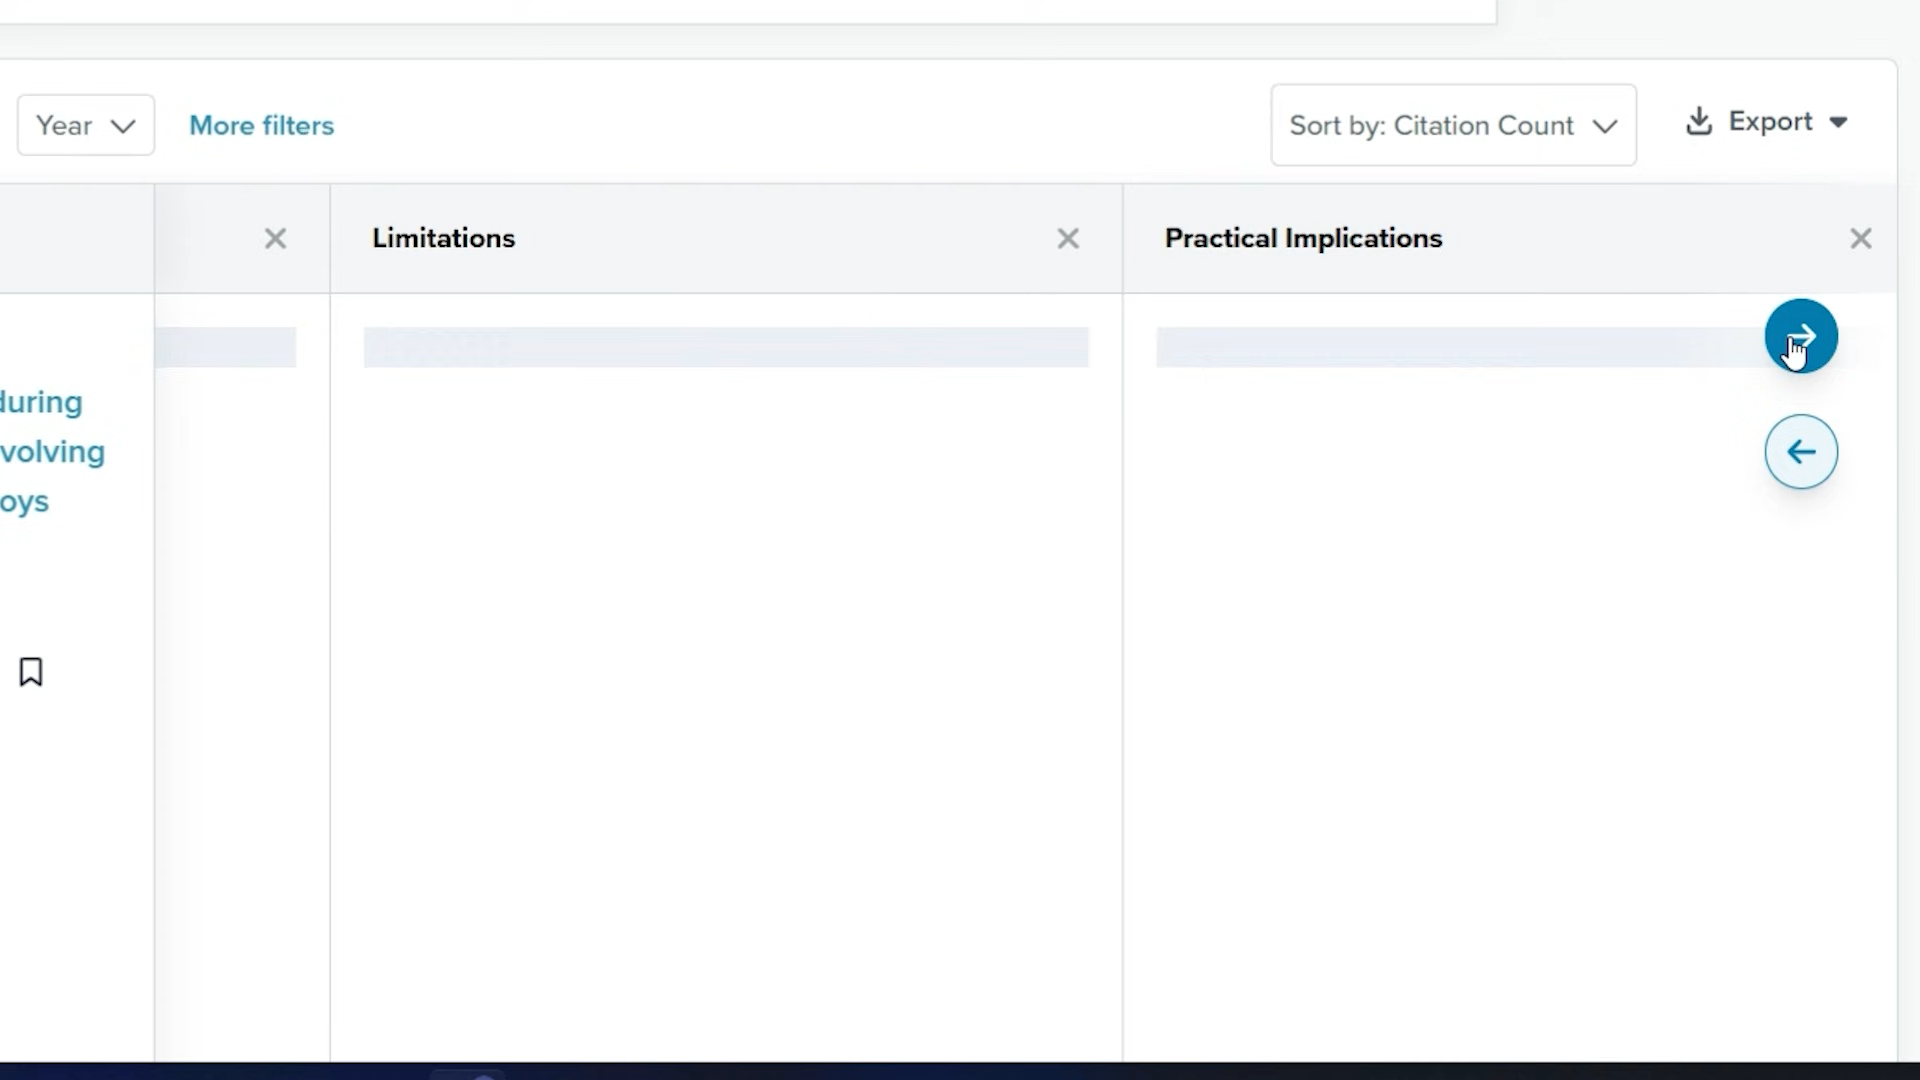 Year
More filters
Sort by: Citation Count
Export
Limitations
Practical Implications
during
volving
oys